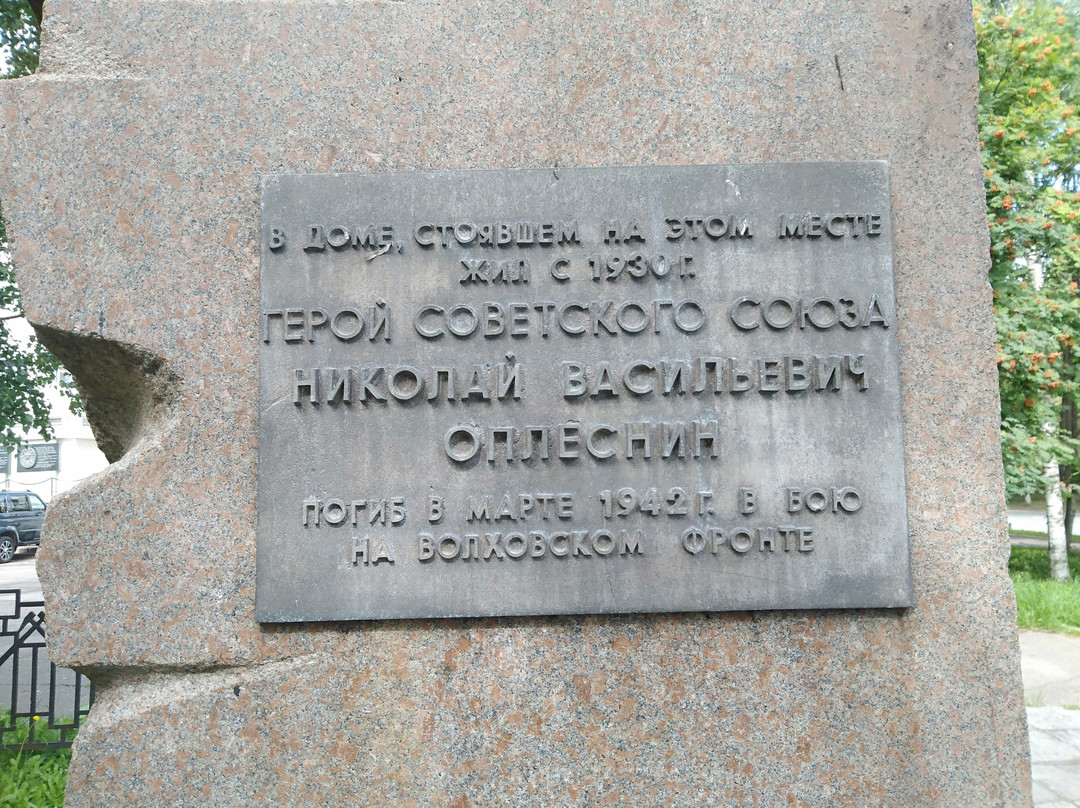 В ДОМЕ, СТОЯВШЕМ НА ЭТОМ МЕСТЕ
ЖИЛ С 1930 Г.
ГЕРОЙ СОВЕТСКОГО СОЮЗА
НИКОЛАЙ ВАСИЛЬЕВИЧ
ОПЛЕСНИН
ПОГИБ В МАРТЕ 1942 Г. В БОЮ
НА ВОЛХОВСКОМ ФРОНТЕ